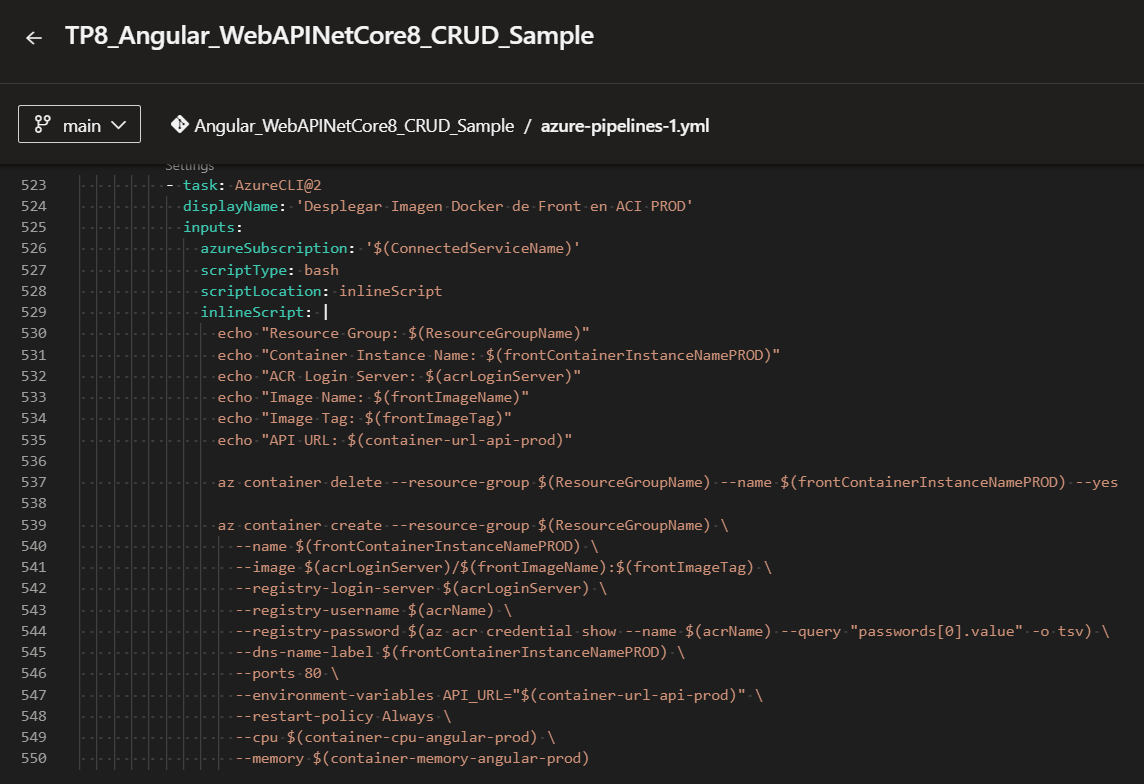 TP8_Angular_WebAPINetCore8_CRUD_Sample
main
Angular_WebAPINetCore8_CRUD_Sample / azure-pipelines-1.yml
Settings
523 - task: AzureCLI@2
524 displayName: 'Desplegar Imagen Docker de Front en ACI PROD'
525 inputs:
526 azureSubscription: '$(ConnectedServiceName)'
527 scriptType: bash
528 scriptLocation: inlineScript
529 inlineScript: |
530 echo "Resource Group: $(ResourceGroupName)"
531 echo "Container Instance Name: $(frontContainerInstanceNamePROD)"
532 echo "ACR Login Server: $(acrLoginServer)"
533 echo "Image Name: $(frontImageName)"
534 echo "Image Tag: $(frontImageTag)"
535 echo "API URL: $(container-url-api-prod)"
536
537 az container delete --resource-group $(ResourceGroupName) --name $(frontContainerInstanceNamePROD) --yes
538
539 az container create --resource-group $(ResourceGroupName) \
540 --name $(frontContainerInstanceNamePROD) \
541 --image $(acrLoginServer)/$(frontImageName):$(frontImageTag) \
542 --registry-login-server $(acrLoginServer) \
543 --registry-username $(acrName) \
544 --registry-password $(az acr credential show --name $(acrName) --query "passwords[0].value" -o tsv) \
545 --dns-name-label $(frontContainerInstanceNamePROD) \
546 --ports 80 \
547 --environment-variables API_URL="$(container-url-api-prod)" \
548 --restart-policy Always \
549 --cpu $(container-cpu-angular-prod) \
550 --memory $(container-memory-angular-prod)